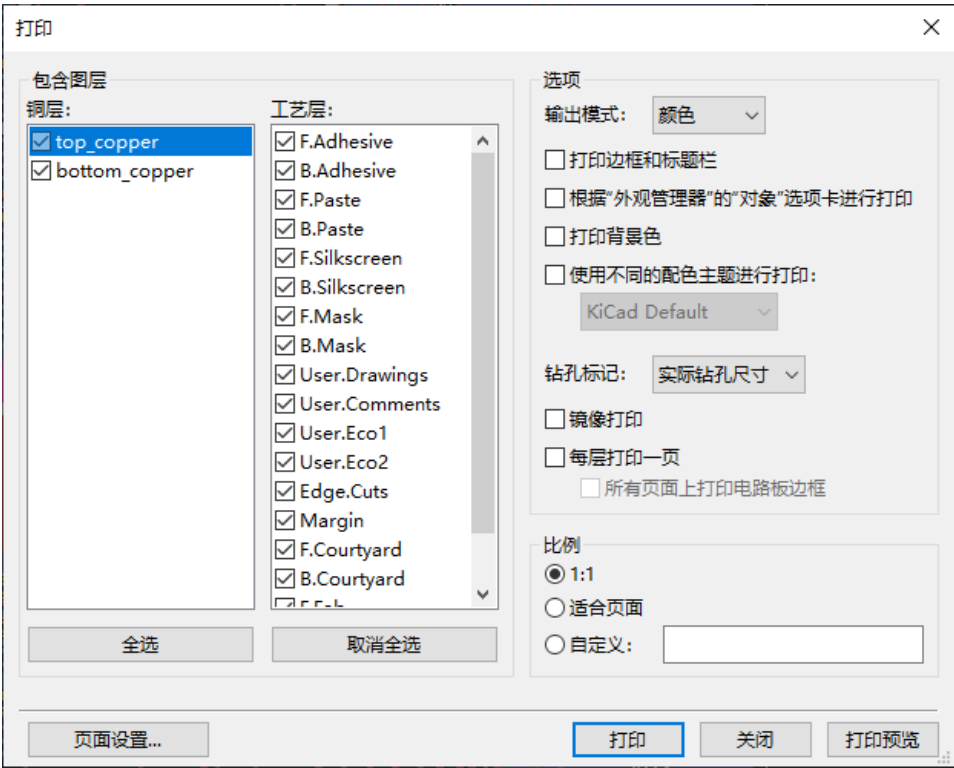 打印
包含图层
铜层:
top_copper
bottom_copper
全选
工艺层:
F.Adhesive
B.Adhesive
F.Paste
B.Paste
F.Silkscreen
B.Silkscreen
F.Mask
B.Mask
User.Drawings
User.Comments
User.Eco1
User.Eco2
Edge.Cuts
Margin
F.Courtyard
B.Courtyard
F.Fab
取消全选
选项
输出模式: 颜色
打印边框和标题栏
根据“外观管理器”的“对象”选项卡进行打印
打印背景色
使用不同的配色主题进行打印:
KiCad Default
钻孔标记: 实际钻孔尺寸
镜像打印
每层打印一页
所有页面上打印电路板边框
比例
1:1
适合页面
自定义:
页面设置...
打印
关闭
打印预览